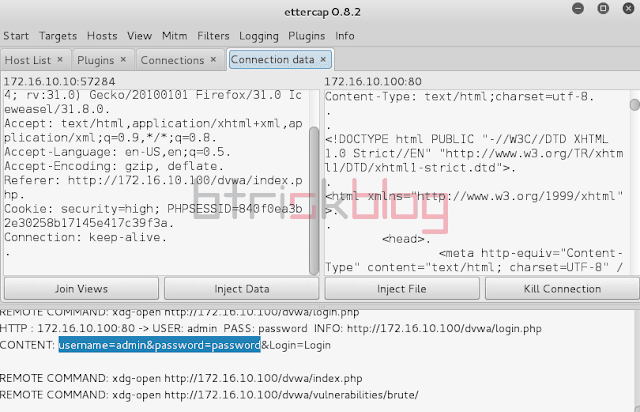 ettercap 0.8.2
Start Targets Hosts View Mitm Filters Logging Plugins Info
Host List × Plugins × Connections × Connection data ×
172.16.10.10:57284
4; rv:31.0) Gecko/20100101 Firefox/31.0 Ic
eweasel/31.8.0.
Accept: text/html,application/xhtml+xml,ap
plication/xml;q=0.9,*/*;q=0.8.
Accept-Language: en-US,en;q=0.5.
Accept-Encoding: gzip, deflate.
Referer: http://172.16.10.100/dvwa/index.p
hp.
Cookie: security=high; PHPSESSID=840f0ea3b
2e30258b17145e417c39f3a.
Connection: keep-alive.
.
172.16.10.100:80
Content-Type: text/html;charset=utf-8.
.
.
<!DOCTYPE html PUBLIC "-//W3C//DTD XHTML
1.0 Strict//EN" "http://www.w3.org/TR/xhtm
l1/DTD/xhtml1-strict.dtd">.
.
<html xmlns="http://www.w3.org/1999/xhtml"
>.
.
<head>.
<meta http-equiv="Content-
Type" content="text/html; charset=UTF-8" /
btriskblog
Join Views Inject Data Inject File Kill Connection
REMOTE COMMAND: xdg-open http://172.16.10.100/dvwa/login.php
HTTP : 172.16.10.100:80 -> USER: admin PASS: password INFO: http://172.16.10.100/dvwa/login.php
CONTENT: username=admin&password=password&Login=Login
REMOTE COMMAND: xdg-open http://172.16.10.100/dvwa/index.php
REMOTE COMMAND: xdg-open http://172.16.10.100/dvwa/vulnerabilities/brute/